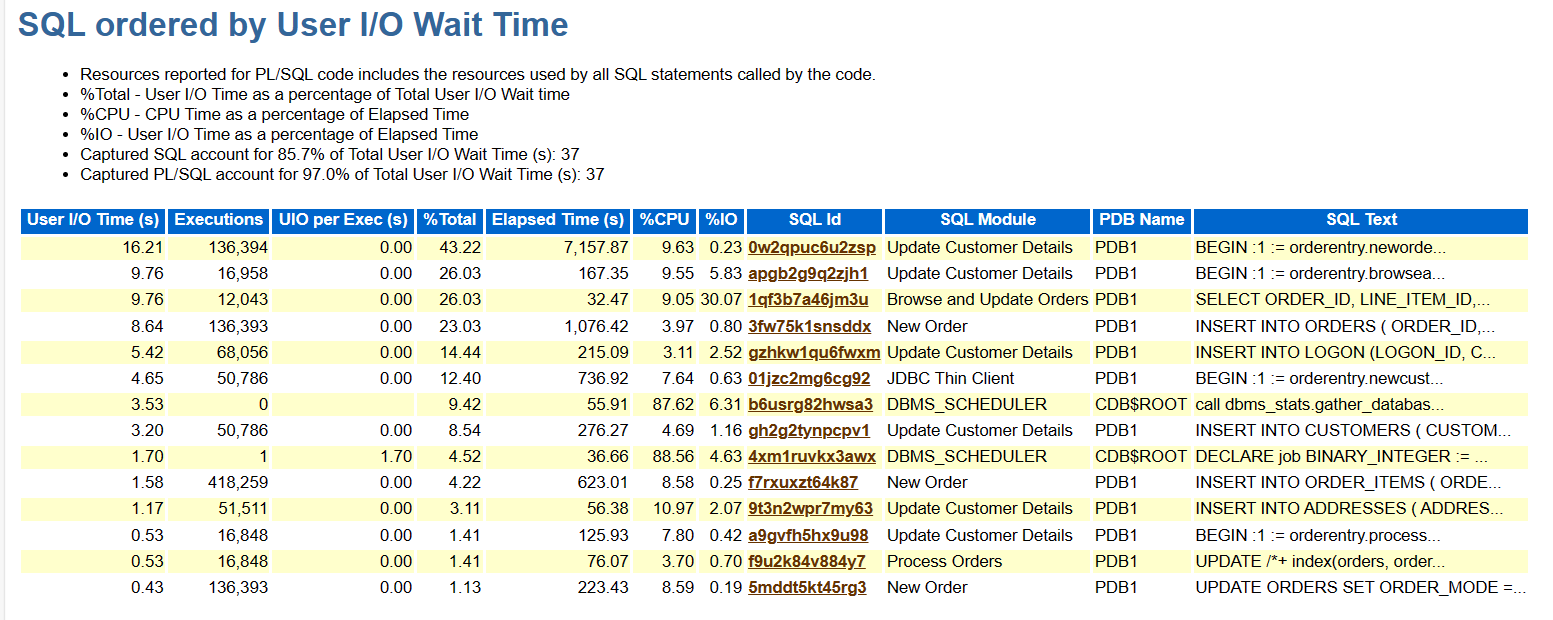 SQL ordered by User I/O Wait Time
• Resources reported for PL/SQL code includes the resources used by all SQL statements called by the code.
• %Total - User I/O Time as a percentage of Total User I/O Wait time
• %CPU - CPU Time as a percentage of Elapsed Time
• %IO - User I/O Time as a percentage of Elapsed Time
• Captured SQL account for 85.7% of Total User I/O Wait Time (s): 37
• Captured PL/SQL account for 97.0% of Total User I/O Wait Time (s): 37
User I/O Time (s) Executions UIO per Exec (s) %Total Elapsed Time (s) %CPU %IO SQL Id SQL Module PDB Name SQL Text
16.21 136,394 0.00 43.22 7,157.87 9.63 0.23 0w2qpuc6u2zsp Update Customer Details PDB1 BEGIN :1 := orderentry.neworde...
9.76 16,958 0.00 26.03 167.35 9.55 5.83 apgb2g9q2zjh1 Update Customer Details PDB1 BEGIN :1 := orderentry.browsea...
9.76 12,043 0.00 26.03 32.47 9.05 30.07 1qf3b7a46jm3u Browse and Update Orders PDB1 SELECT ORDER_ID, LINE_ITEM_ID,...
8.64 136,393 0.00 23.03 1,076.42 3.97 0.80 3fw75k1snsddx New Order PDB1 INSERT INTO ORDERS ( ORDER_ID,...
5.42 68,056 0.00 14.44 215.09 3.11 2.52 gzhkw1qu6fwxm Update Customer Details PDB1 INSERT INTO LOGON (LOGON_ID, C...
4.65 50,786 0.00 12.40 736.92 7.64 0.63 01jzc2mg6cg92 JDBC Thin Client PDB1 BEGIN :1 := orderentry.newcust...
3.53 0 9.42 55.91 87.62 6.31 b6usrg82hwsa3 DBMS_SCHEDULER CDB$ROOT call dbms_stats.gather_databas...
3.20 50,786 0.00 8.54 276.27 4.69 1.16 gh2g2tynpcpv1 Update Customer Details PDB1 INSERT INTO CUSTOMERS ( CUSTOM...
1.70 1 1.70 4.52 36.66 88.56 4.63 4xm1ruvkx3awx DBMS_SCHEDULER CDB$ROOT DECLARE job BINARY_INTEGER := ...
1.58 418,259 0.00 4.22 623.01 8.58 0.25 f7rxuxzt64k87 New Order PDB1 INSERT INTO ORDER_ITEMS ( ORDE...
1.17 51,511 0.00 3.11 56.38 10.97 2.07 9t3n2wpr7my63 Update Customer Details PDB1 INSERT INTO ADDRESSES ( ADDRES...
0.53 16,848 0.00 1.41 125.93 7.80 0.42 a9gvfh5hx9u98 Update Customer Details PDB1 BEGIN :1 := orderentry.process...
0.53 16,848 0.00 1.41 76.07 3.70 0.70 f9u2k84v884y7 Process Orders PDB1 UPDATE /*+ index(orders, order...
0.43 136,393 0.00 1.13 223.43 8.59 0.19 5mddt5kt45rg3 New Order PDB1 UPDATE ORDERS SET ORDER_MODE =...